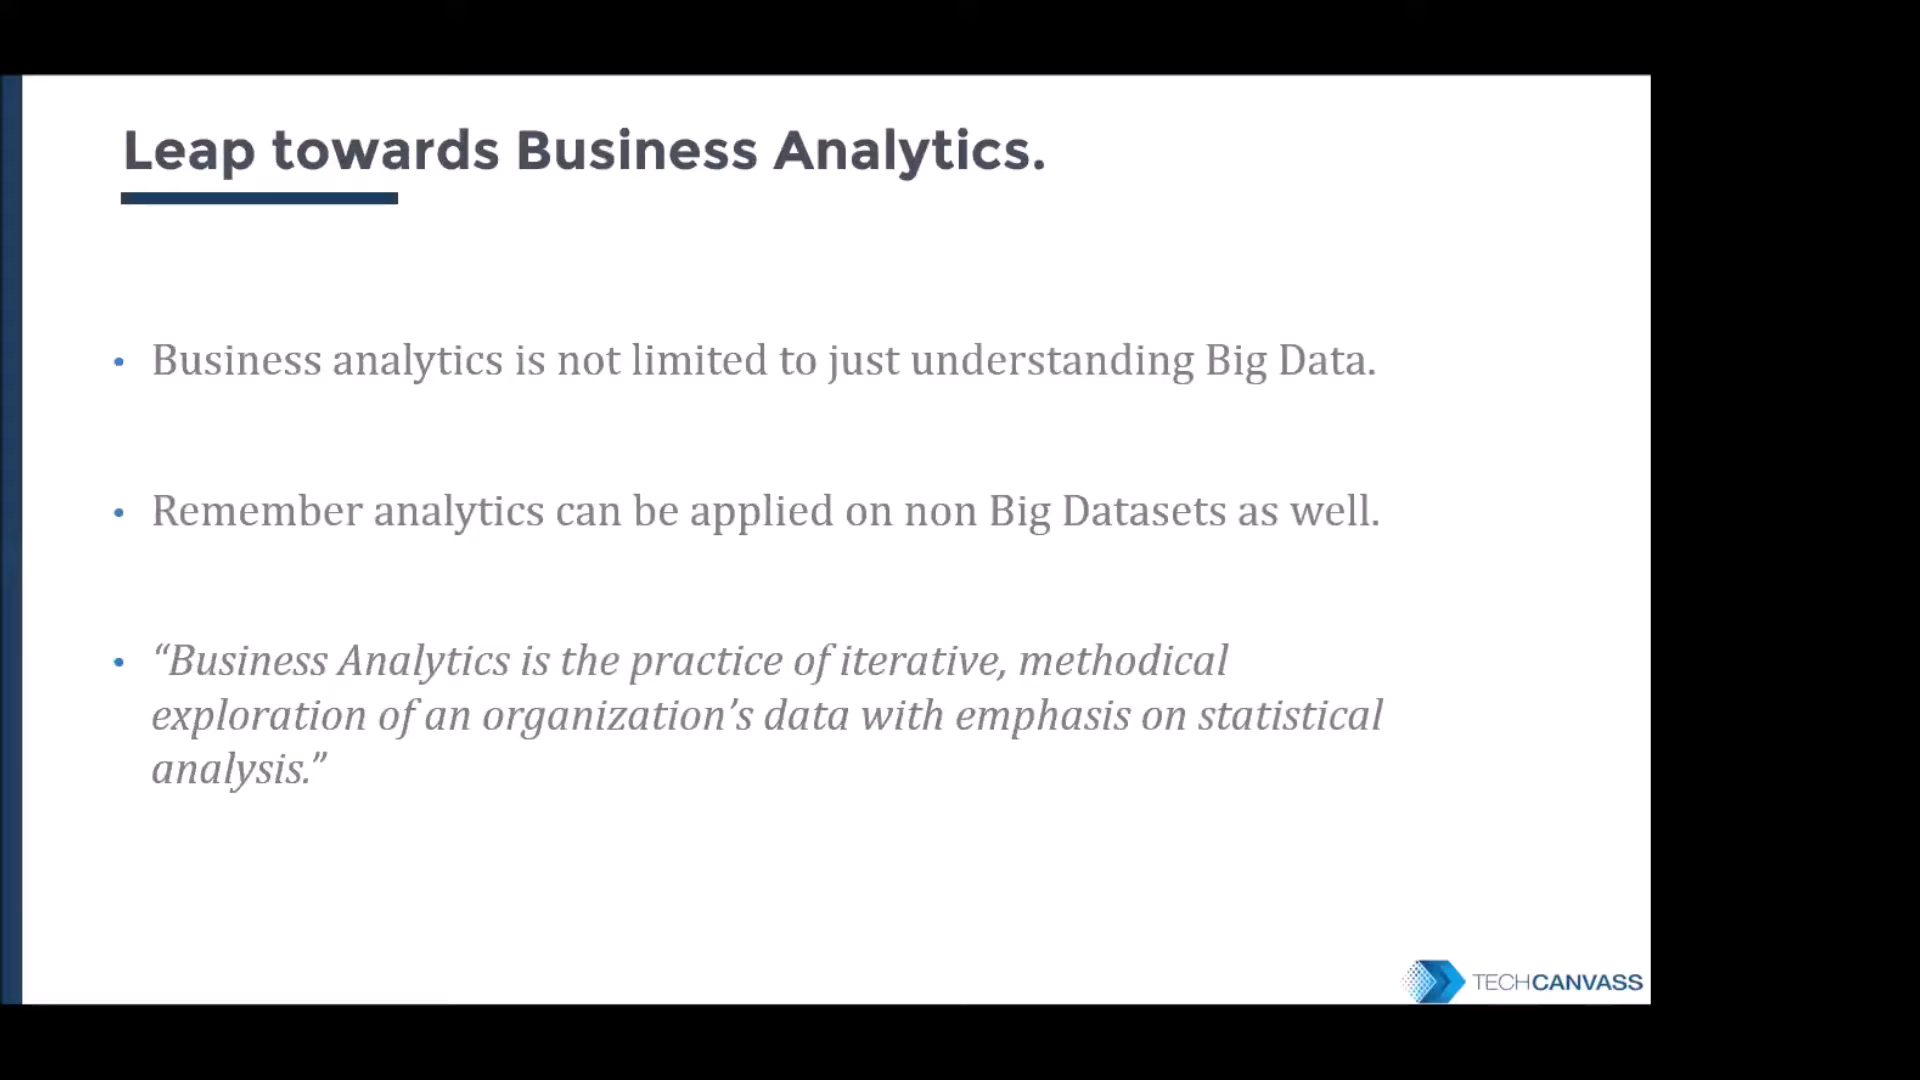 Leap towards Business Analytics.
• Business analytics is not limited to just understanding Big Data.
• Remember analytics can be applied on non Big Datasets as well.
• “Business Analytics is the practice of iterative, methodical
exploration of an organization’s data with emphasis on statistical
analysis.”
TECHCANVASS